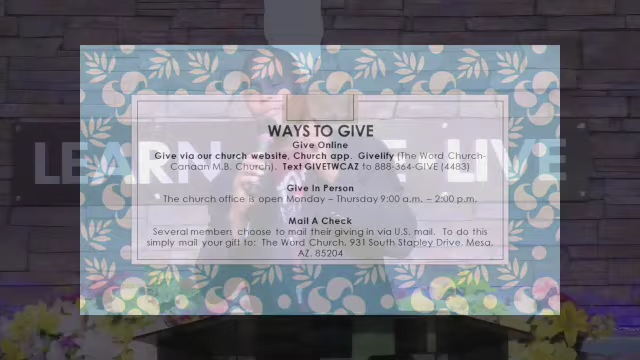 WAYS TO GIVE
Give Online
Give via our church website, Church app. Givelify (The Word Church-
Canaan M.B. Church). Text GIVETWCAZ to 888-364-GIVE (4483)
Give In Person
The church office is open Monday – Thursday 9:00 a.m. – 2:00 p.m.
Mail A Check
Several members choose to mail their giving in via U.S. mail. To do this
simply mail your gift to: The Word Church, 931 South Stapley Drive, Mesa,
AZ, 85204
LEARN LIVE